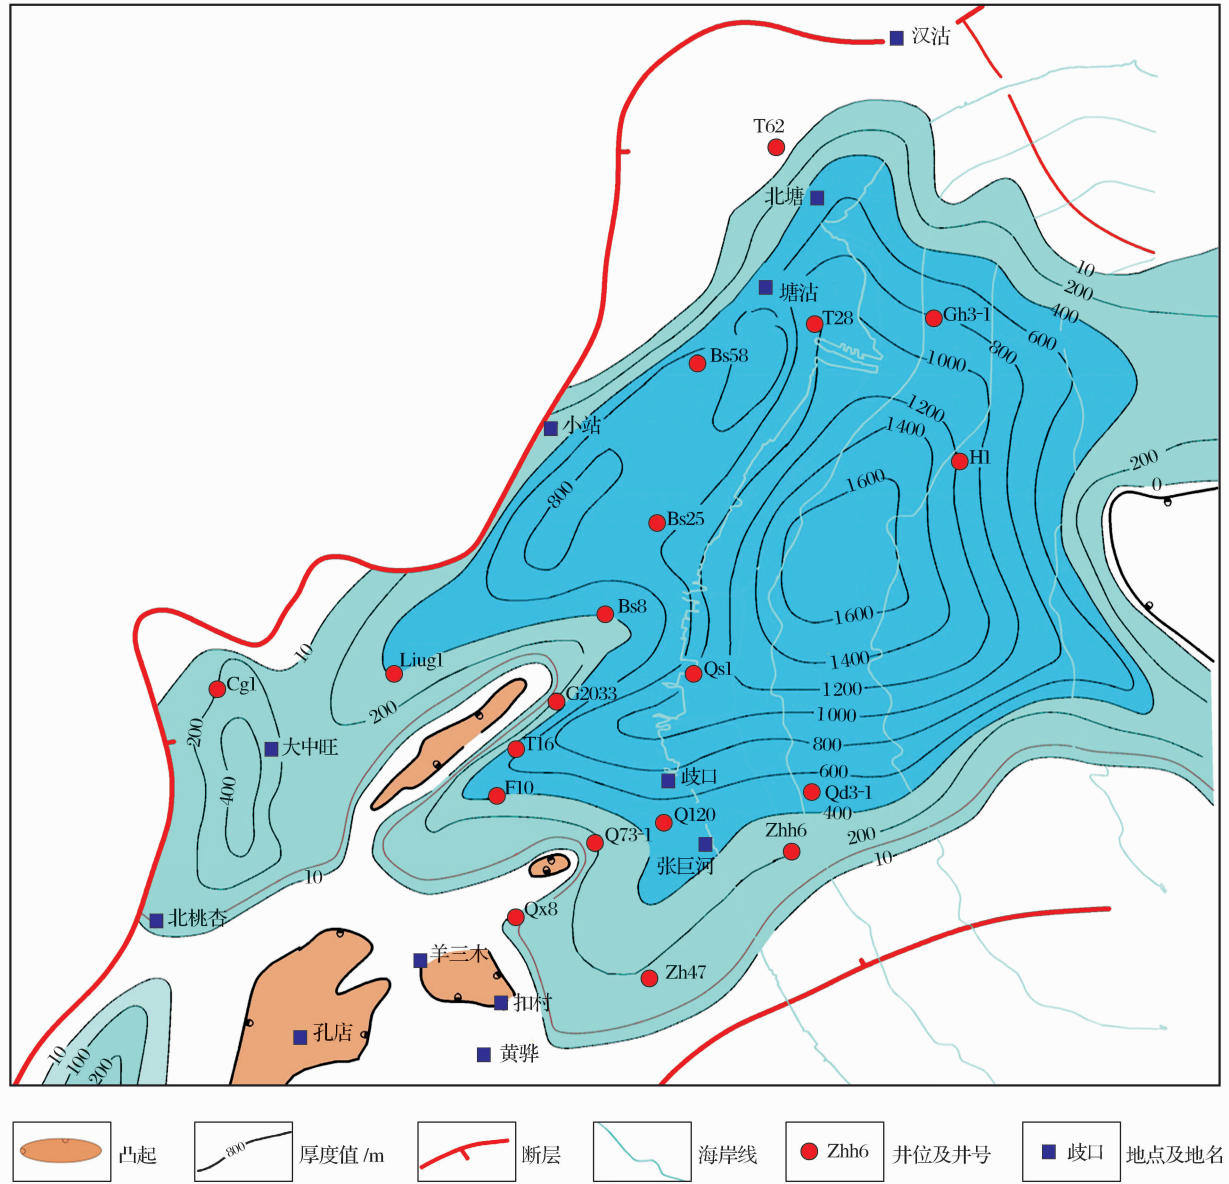 汉沽
T62
北塘
10
200
400
塘沽
T28
Gh3-1
600
800
Bs58
1000
1200
小站
1400
H1
200
0
800
1600
Bs25
Bs8
1600
10
Liug1
1400
Qs1
Cg1
1200
G2033
200
1000
200
大中旺
T16
800
600
歧口
400
F10
Qd3-1
400
Q120
Zhh6
200
Q73-1
张巨河
10
10
北桃杏
Qx8
羊三木
Zh47
扣村
孔店
黄骅
10
100
200
凸起
800
厚度值/m
断层
海岸线
Zhh6
井位及井号
歧口
地点及地名